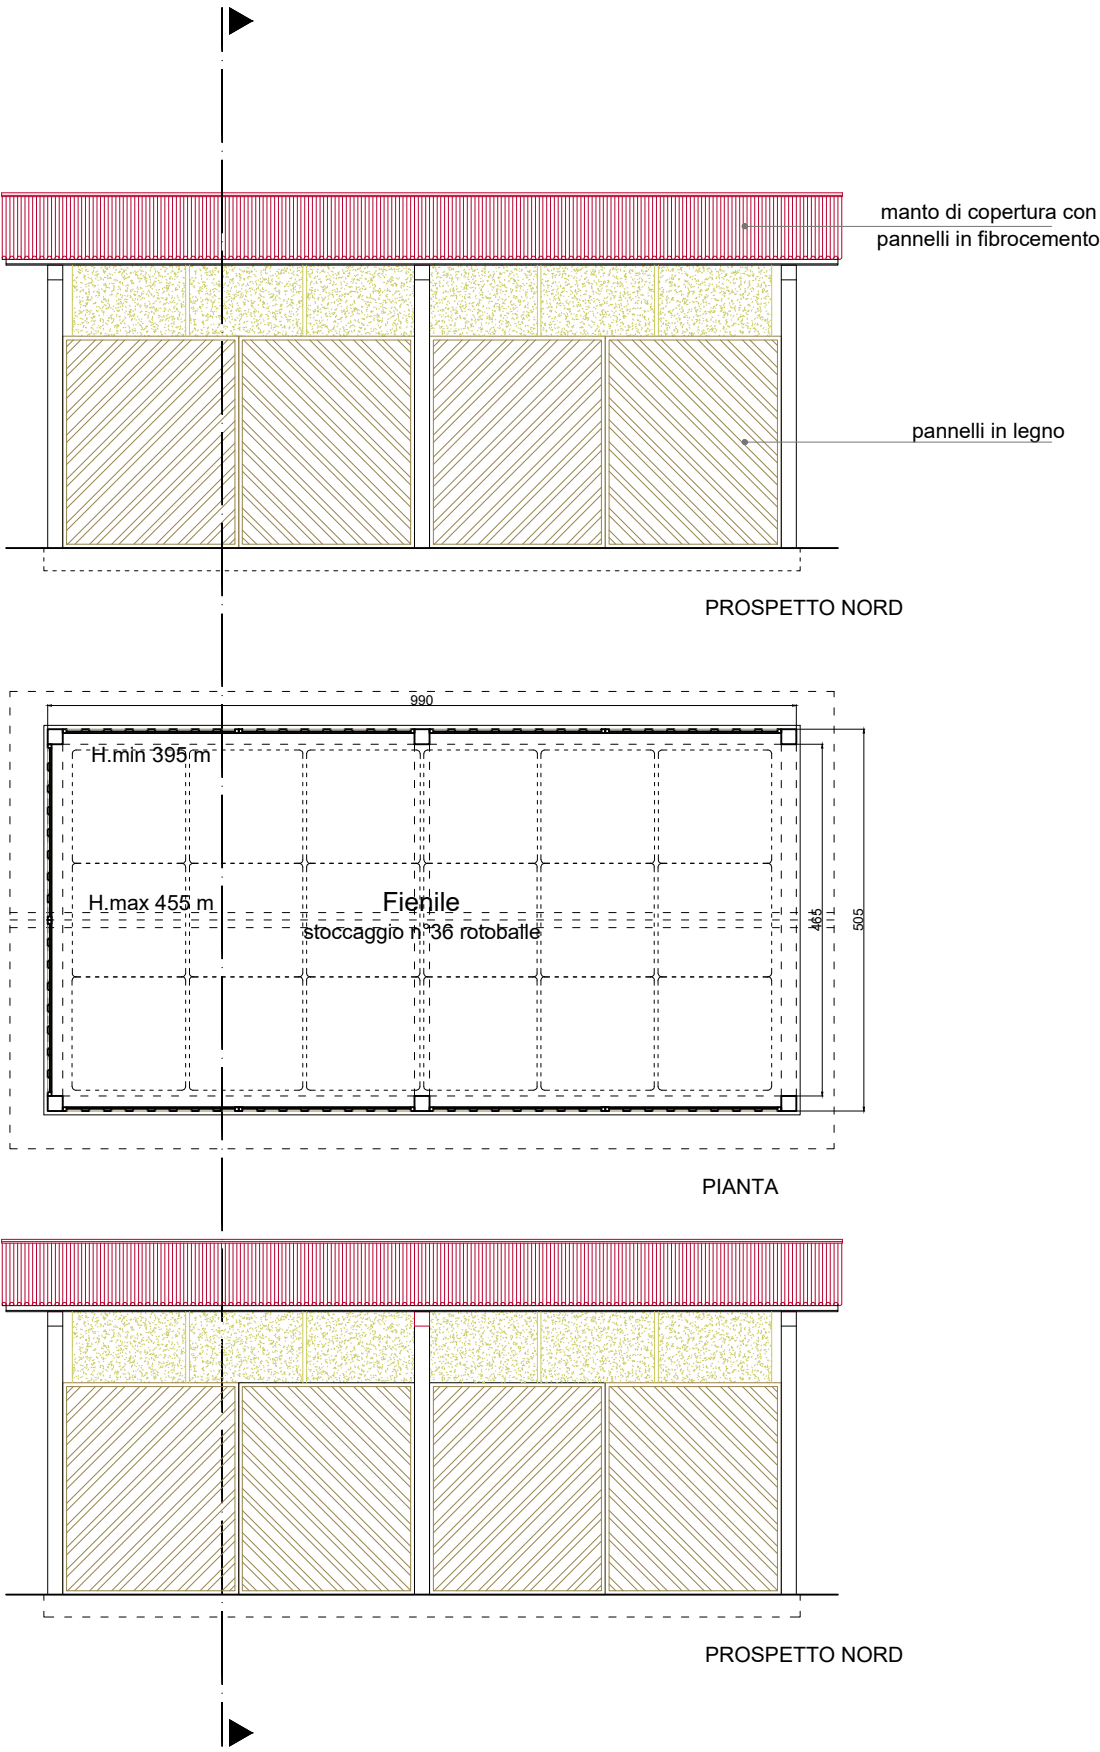 manto di copertura con
pannelli in fibrocemento
pannelli in legno
PROSPETTO NORD
990
H.min 395 m
H.max 455 m
Fienile
stoccaggio n°36 rotoballe
465
505
PIANTA
PROSPETTO NORD